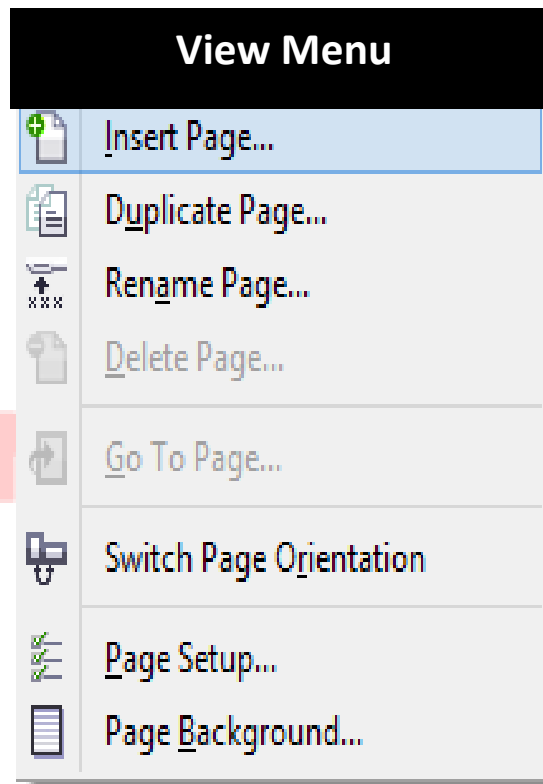 View Menu
Insert Page...
Duplicate Page...
Rename Page...
Delete Page...
Go To Page...
Switch Page Orientation
Page Setup...
Page Background...